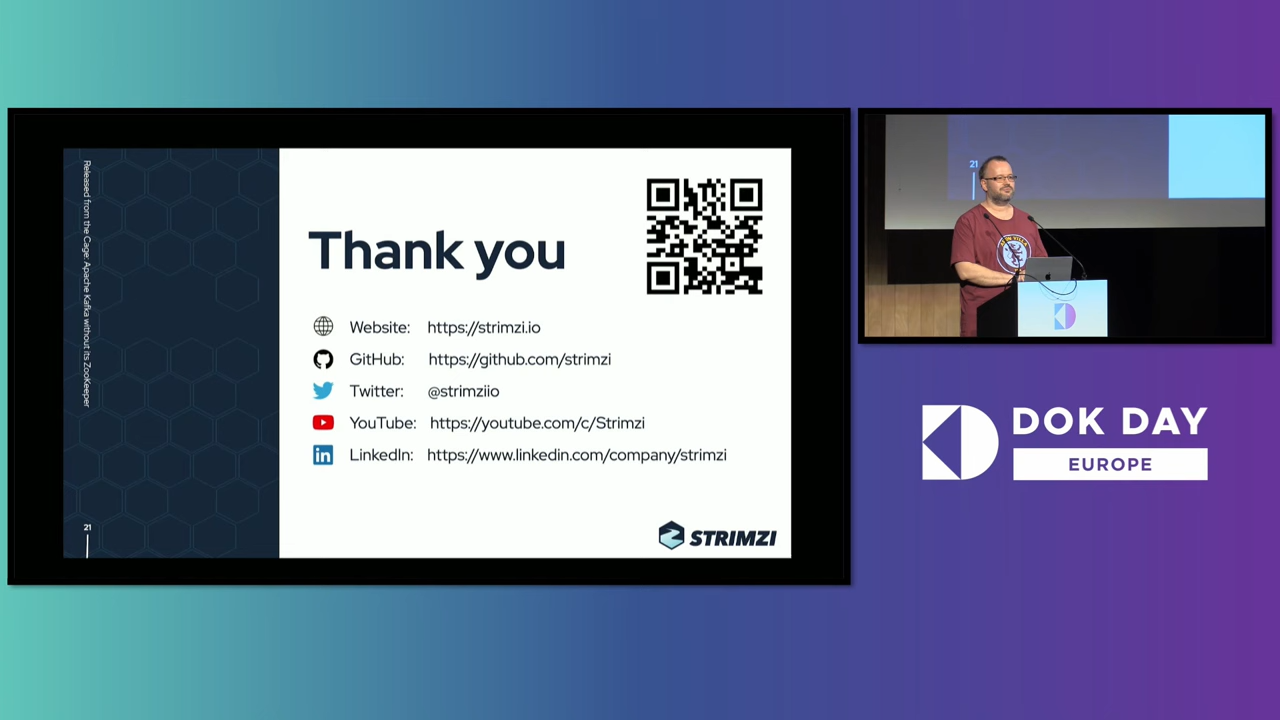 Released from the Cage: Apache Kafka without its ZooKeeper
21
Thank you
Website: https://strimzi.io
GitHub: https://github.com/strimzi
Twitter: @strimziio
YouTube: https://youtube.com/c/Strimzi
LinkedIn: https://www.linkedin.com/company/strimzi
STRIMZI
21
DOK DAY
EUROPE